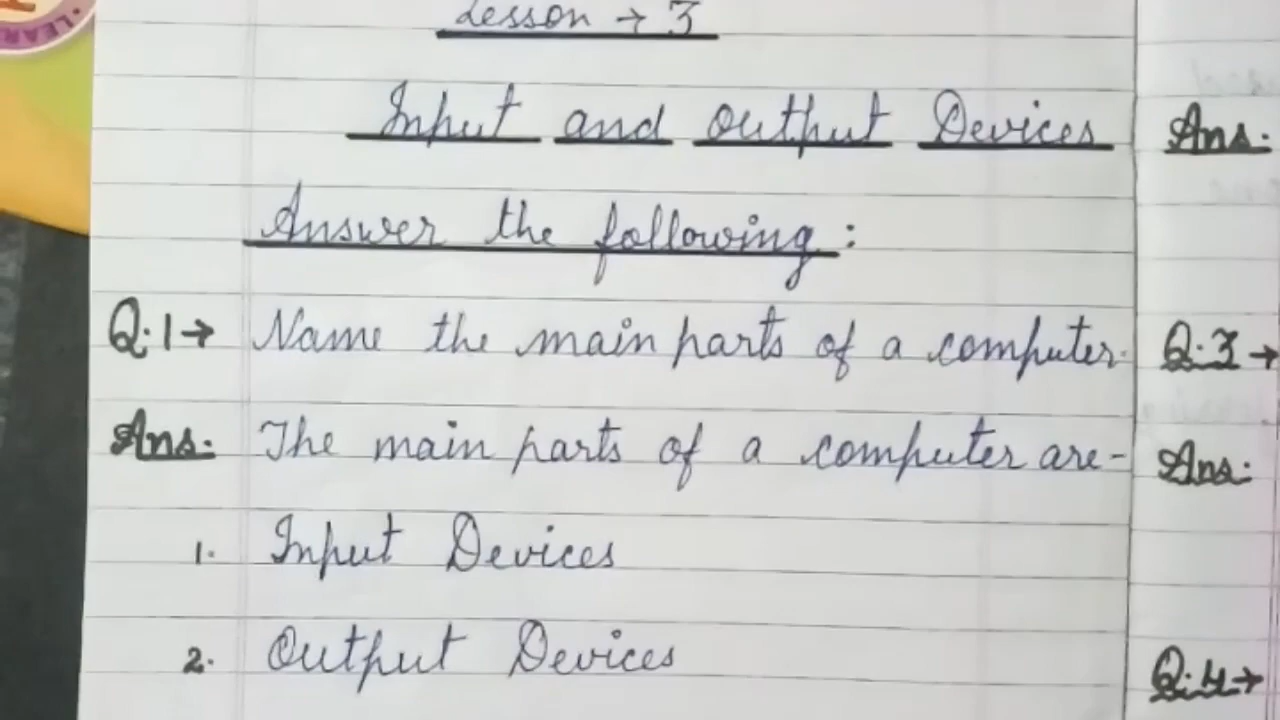 Lesson → 3
Input and Output Devices
Answer the following :
Q.1→ Name the main parts of a computer.
Ans:  The main parts of a computer are-
1. Input Devices
2. Output Devices
Ans.
Q.3→
Ans:
Q.4→